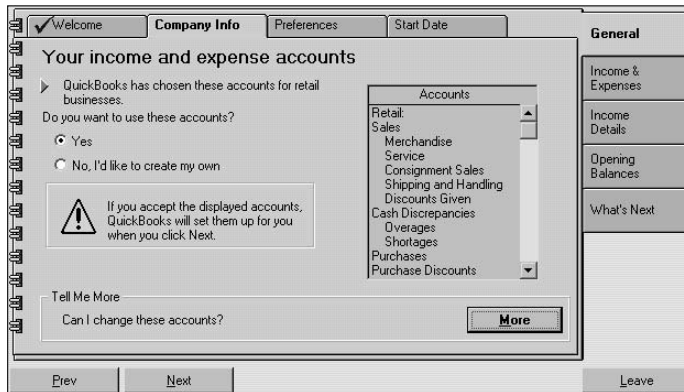 Welcome
Company Info
Preferences
Start Date
General
Income &
Expenses
Income
Details
Opening
Balances
What's Next
Your income and expense accounts
QuickBooks has chosen these accounts for retail
businesses.
Do you want to use these accounts?
Yes
No, I'd like to create my own
If you accept the displayed accounts,
QuickBooks will set them up for you
when you click Next.
Accounts
Retail:
Sales
Merchandise
Service
Consignment Sales
Shipping and Handling
Discounts Given
Cash Discrepancies
Overages
Shortages
Purchases
Purchase Discounts
Tell Me More
Can I change these accounts?
More
Prev
Next
Leave